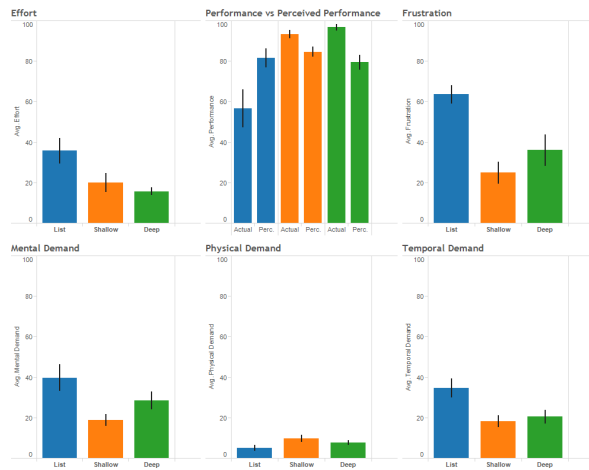 Effort
100
80
60
40
20
0
Avg. Effort
List Shallow Deep
Performance vs Perceived Performance
100
80
60
40
20
0
Avg. Performance
Actual Perc. Actual Perc. Actual Perc.
Frustration
100
80
60
40
20
0
Avg. Frustration
List Shallow Deep
Mental Demand
100
80
60
40
20
0
Avg. Mental Demand
List Shallow Deep
Physical Demand
100
80
60
40
20
0
Avg. Physical Demand
List Shallow Deep
Temporal Demand
100
80
60
40
20
0
Avg. Temporal Demand
List Shallow Deep